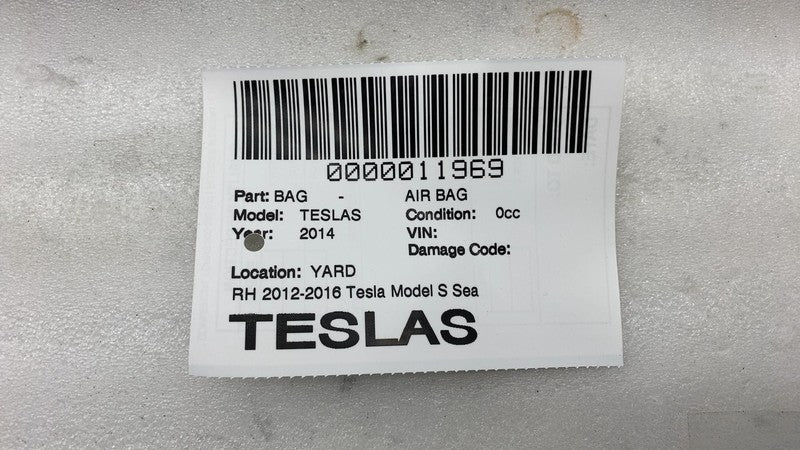 0000011969
Part: BAG - AIR BAG
Model: TESLAS Condition: 0cc
Year: 2014 VIN:
Damage Code:
Location: YARD
RH 2012-2016 Tesla Model S Sea
TESLAS